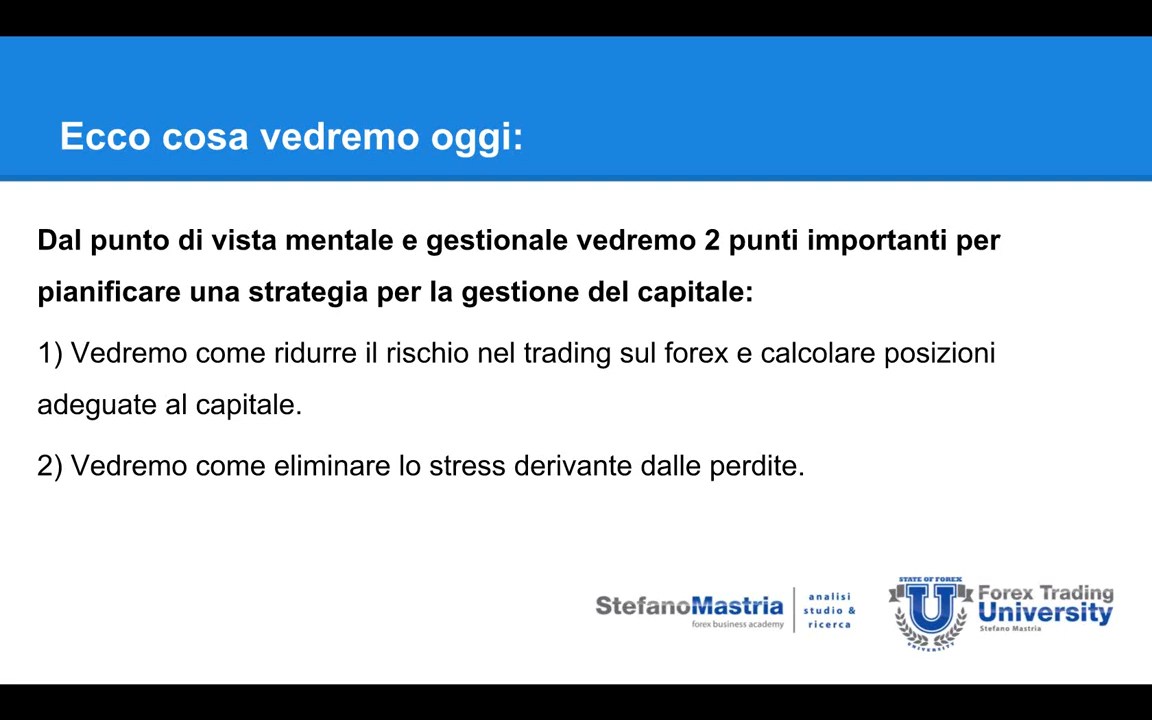 Ecco cosa vedremo oggi:
Dal punto di vista mentale e gestionale vedremo 2 punti importanti per
pianificare una strategia per la gestione del capitale:
1) Vedremo come ridurre il rischio nel trading sul forex e calcolare posizioni
adeguate al capitale.
2) Vedremo come eliminare lo stress derivante dalle perdite.
StefanoMastria
forex business academy
analisi
studio &
ricerca
STATE OF FOREX
U
UNIVERSITY
Forex Trading
University
Stefano Mastria